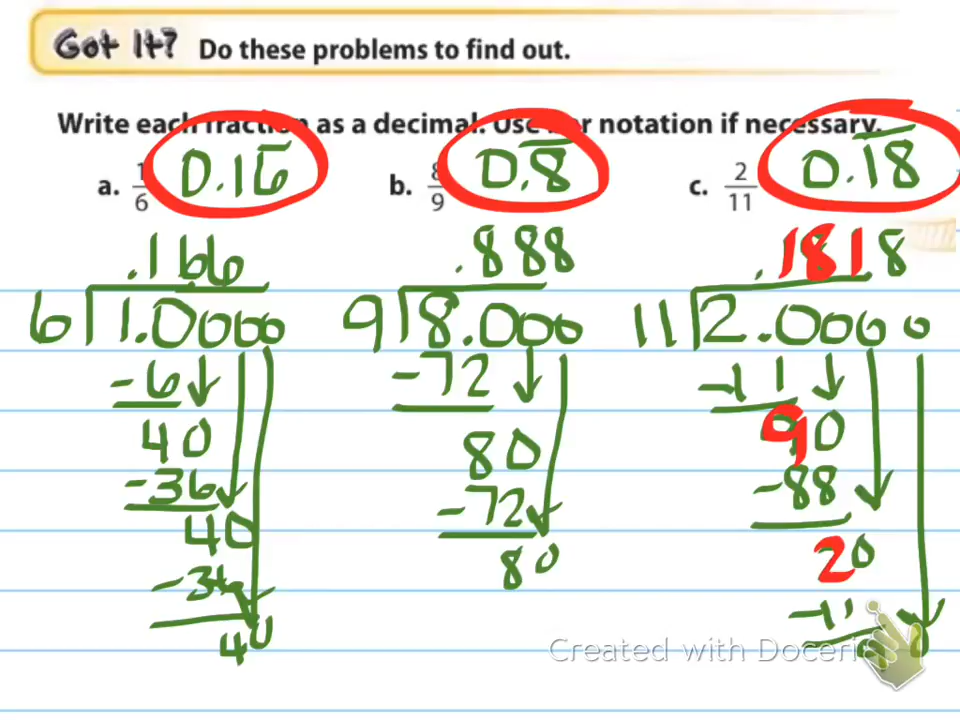 Got It? Do these problems to find out.
Write each fraction as a decimal. Use bar notation if necessary.
a. 1/6 0.16̅ b. 8/9 0.8̅ c. 2/11 0.1̅8̅
.166 .888 .1818
6 1.0000 9 8.000 11 2.0000
-6 -72 -11
40 80 90
-36 -72 -88
40 80 20
-36 -11
40
Created with Doceri